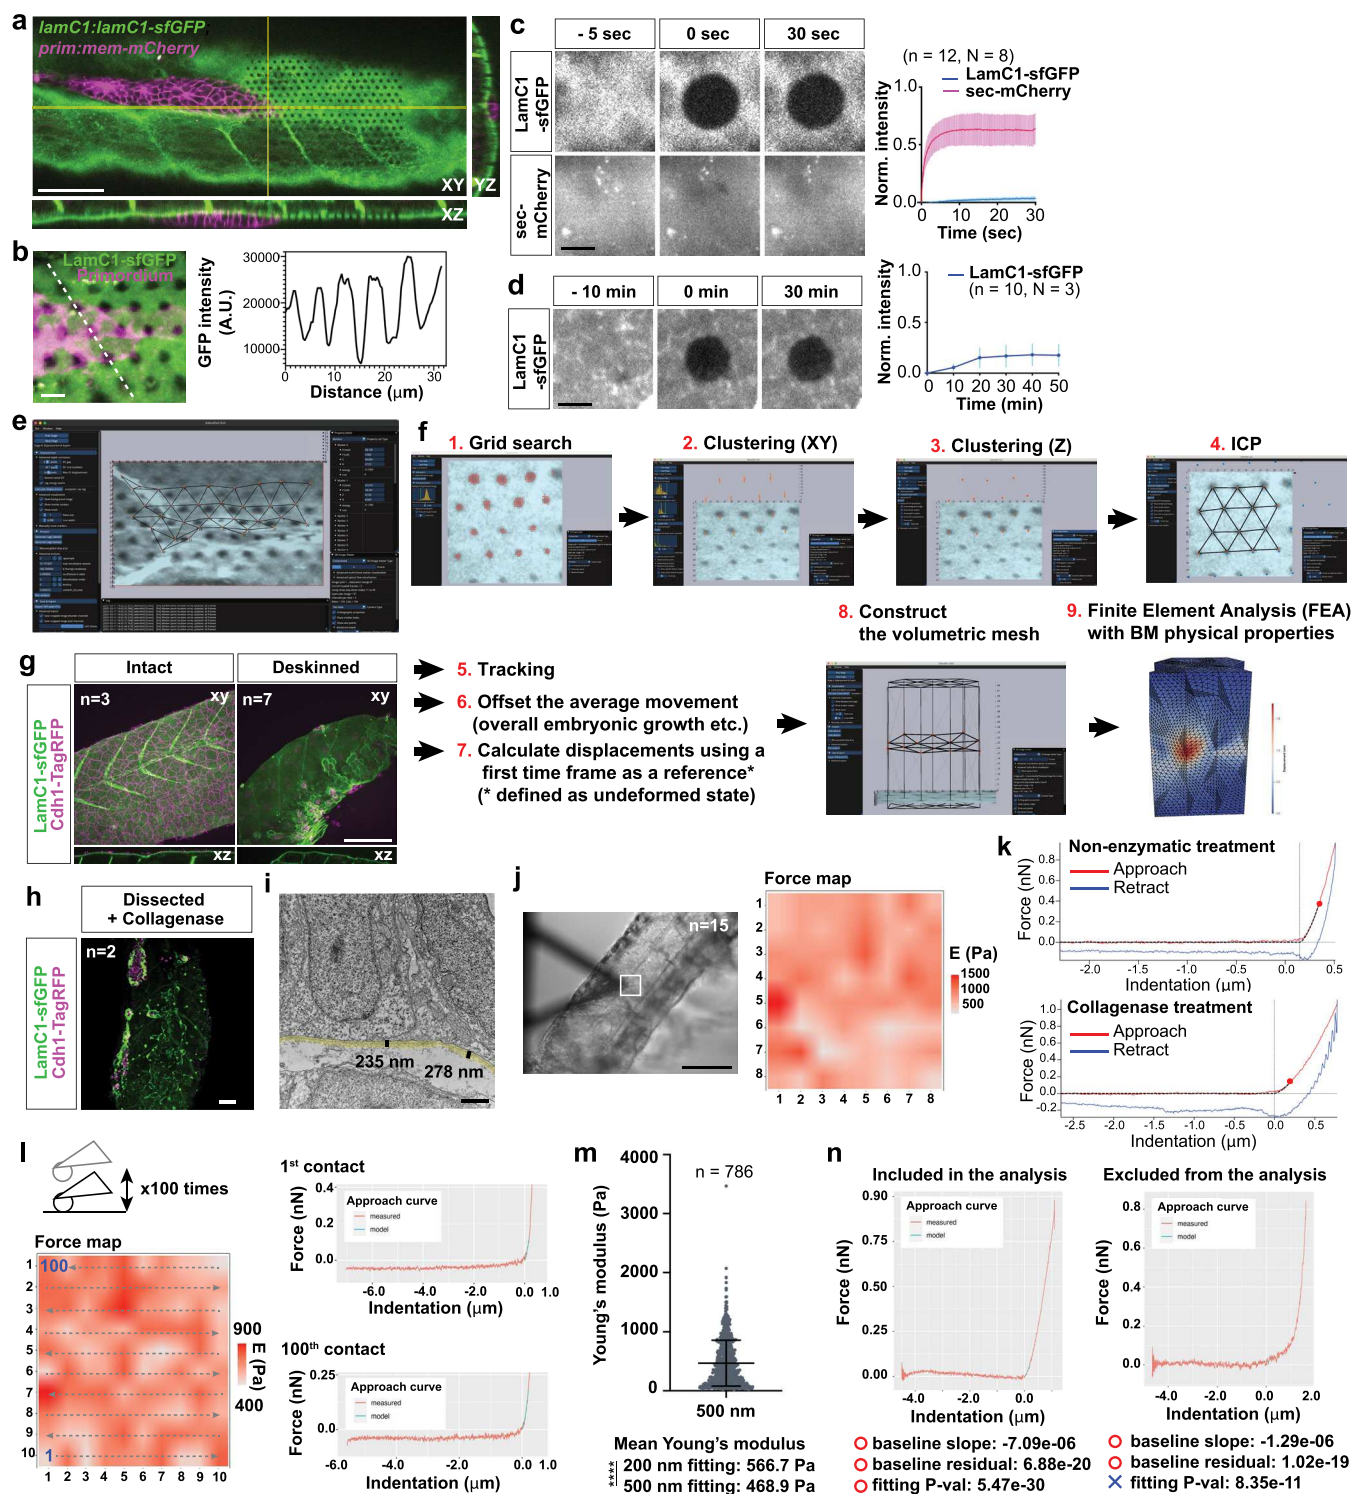 a
lamC1:lamC1-sfGFP
prim:mem-mCherry
XY
YZ
XZ
b
LamC1-sfGFP
Primordium
GFP intensity
(A.U.)
30000
20000
10000
0
10
20
30
Distance (μm)
c
- 5 sec
0 sec
30 sec
LamC1
-sfGFP
sec-
mCherry
(n = 12, N = 8)
LamC1-sfGFP
sec-mCherry
Norm. intensity
1.0
0.5
0
10
20
30
Time (sec)
d
- 10 min
0 min
30 min
LamC1
-sfGFP
LamC1-sfGFP
(n = 10, N = 3)
Norm. intensity
1.0
0.5
0.0
0
10
20
30
40
50
Time (min)
e
f
1. Grid search
2. Clustering (XY)
3. Clustering (Z)
4. ICP
5. Tracking
6. Offset the average movement
(overall embryonic growth etc.)
7. Calculate displacements using a
first time frame as a reference*
(* defined as undeformed state)
8. Construct
the volumetric mesh
9. Finite Element Analysis (FEA)
with BM physical properties
g
Intact
Deskinned
LamC1-sfGFP
Cdh1-TagRFP
n=3
xy
n=7
xy
xz
xz
h
Dissected
+ Collagenase
LamC1-sfGFP
Cdh1-TagRFP
n=2
i
235 nm
278 nm
j
n=15
Force map
1
2
3
4
5
6
7
8
1 2 3 4 5 6 7 8
E (Pa)
1500
1000
500
k
Non-enzymatic treatment
Approach
Retract
Force (nN)
0.8
0.6
0.4
0.2
0.0
-2.0 -1.5 -1.0 -0.5 0.0 0.5
Indentation (μm)
Collagenase treatment
Approach
Retract
Force (nN)
1.0
0.8
0.6
0.4
0.2
0.0
-0.2
-2.5 -2.0 -1.5 -1.0 -0.5 0.0 0.5
Indentation (μm)
l
x100 times
Force map
100
1
1
2
3
4
5
6
7
8
9
10
1 2 3 4 5 6 7 8 9 10
900
E (Pa)
400
1st contact
Approach curve
measured
model
Force (nN)
0.4
0.2
0.0
-6.0 -4.0 -2.0 0.0 1.0
Indentation (μm)
100th contact
Approach curve
measured
model
Force (nN)
0.25
0.0
-6.0 -4.0 -2.0 0.0 1.0
Indentation (μm)
m
Young's modulus (Pa)
4000
3000
2000
1000
0
n = 786
500 nm
Mean Young's modulus
200 nm fitting: 566.7 Pa
500 nm fitting: 468.9 Pa
****
n
Included in the analysis
Approach curve
measured
model
Force (nN)
0.90
0.75
0.50
0.25
0.00
-4.0 -2.0 0.0
Indentation (μm)
baseline slope: -7.09e-06
baseline residual: 6.88e-20
fitting P-val: 5.47e-30
Excluded from the analysis
Approach curve
measured
model
Force (nN)
0.8
0.6
0.4
0.2
0.0
-4.0 -2.0 0.0 2.0
Indentation (μm)
baseline slope: -1.29e-06
baseline residual: 1.02e-19
fitting P-val: 8.35e-11